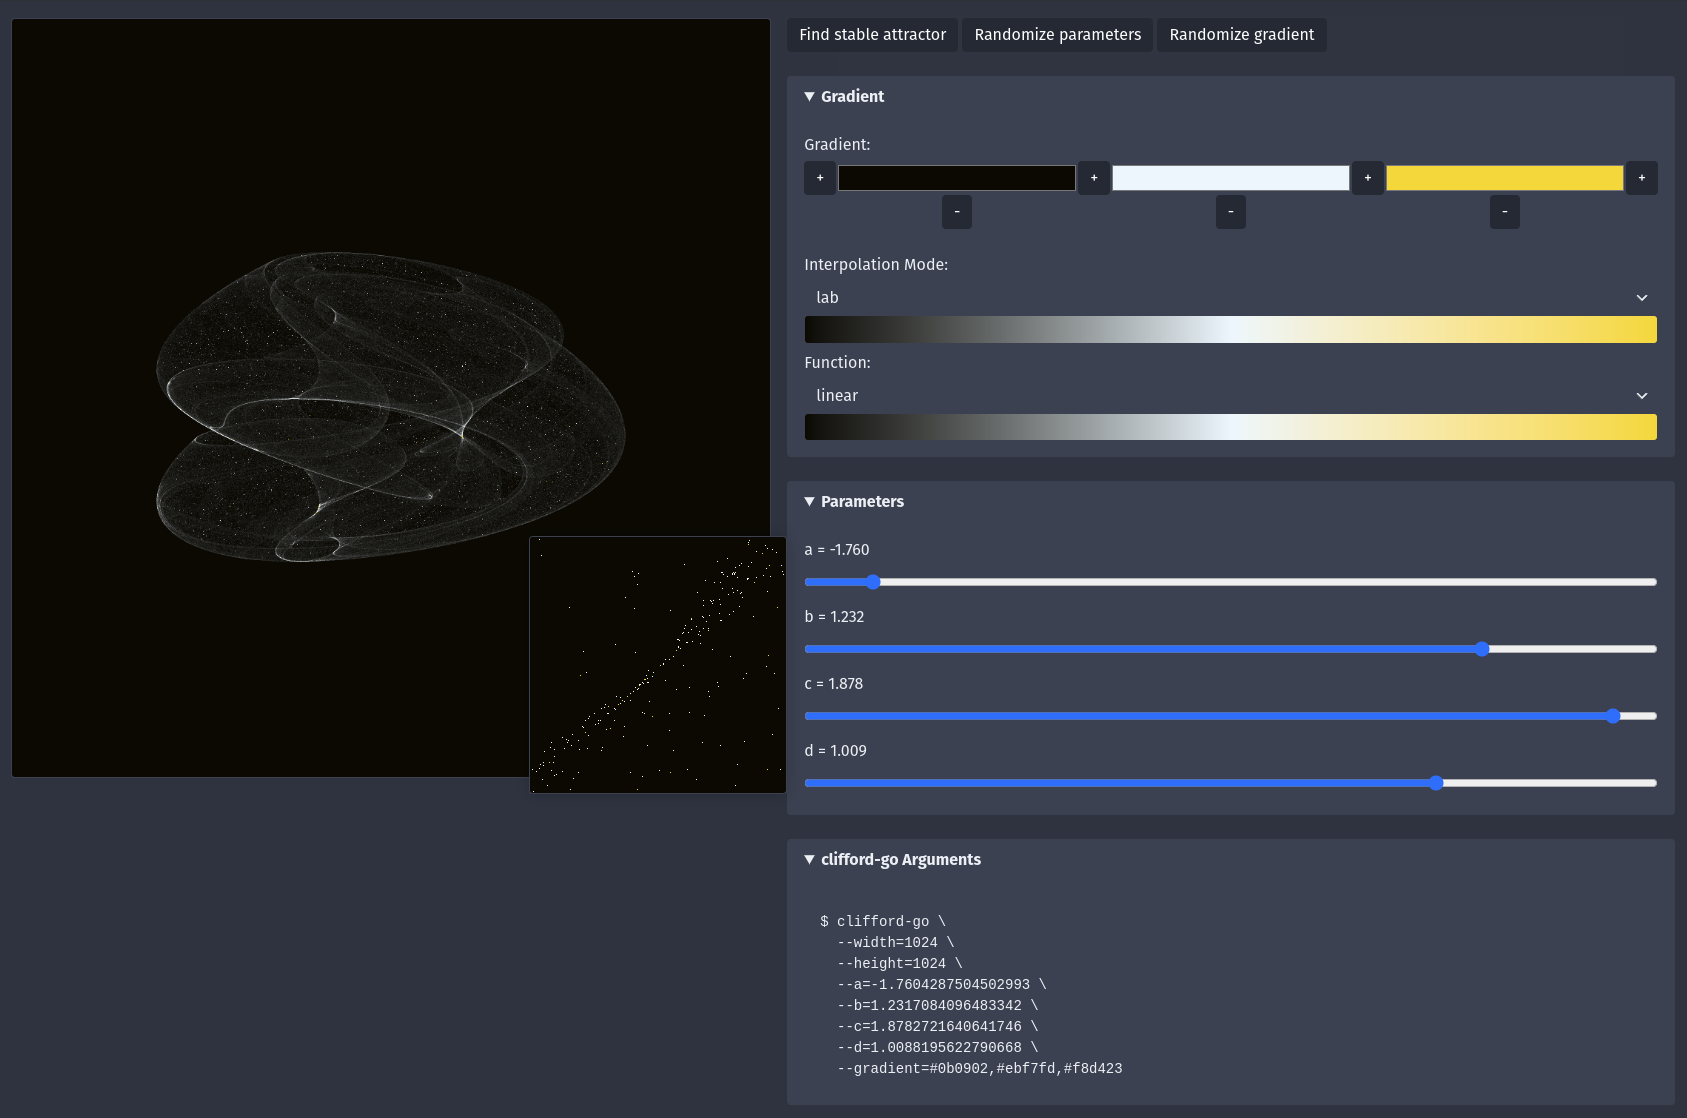 Find stable attractor Randomize parameters Randomize gradient
▼ Gradient
Gradient:
+ + + +
- - -
Interpolation Mode:
lab
Function:
linear
▼ Parameters
a = -1.760
b = 1.232
c = 1.878
d = 1.009
▼ clifford-go Arguments
$ clifford-go \
--width=1024 \
--height=1024 \
--a=-1.7604287504502993 \
--b=1.2317084096483342 \
--c=1.8782721640641746 \
--d=1.0088195622790668 \
--gradient=#0b0902,#ebf7fd,#f8d423